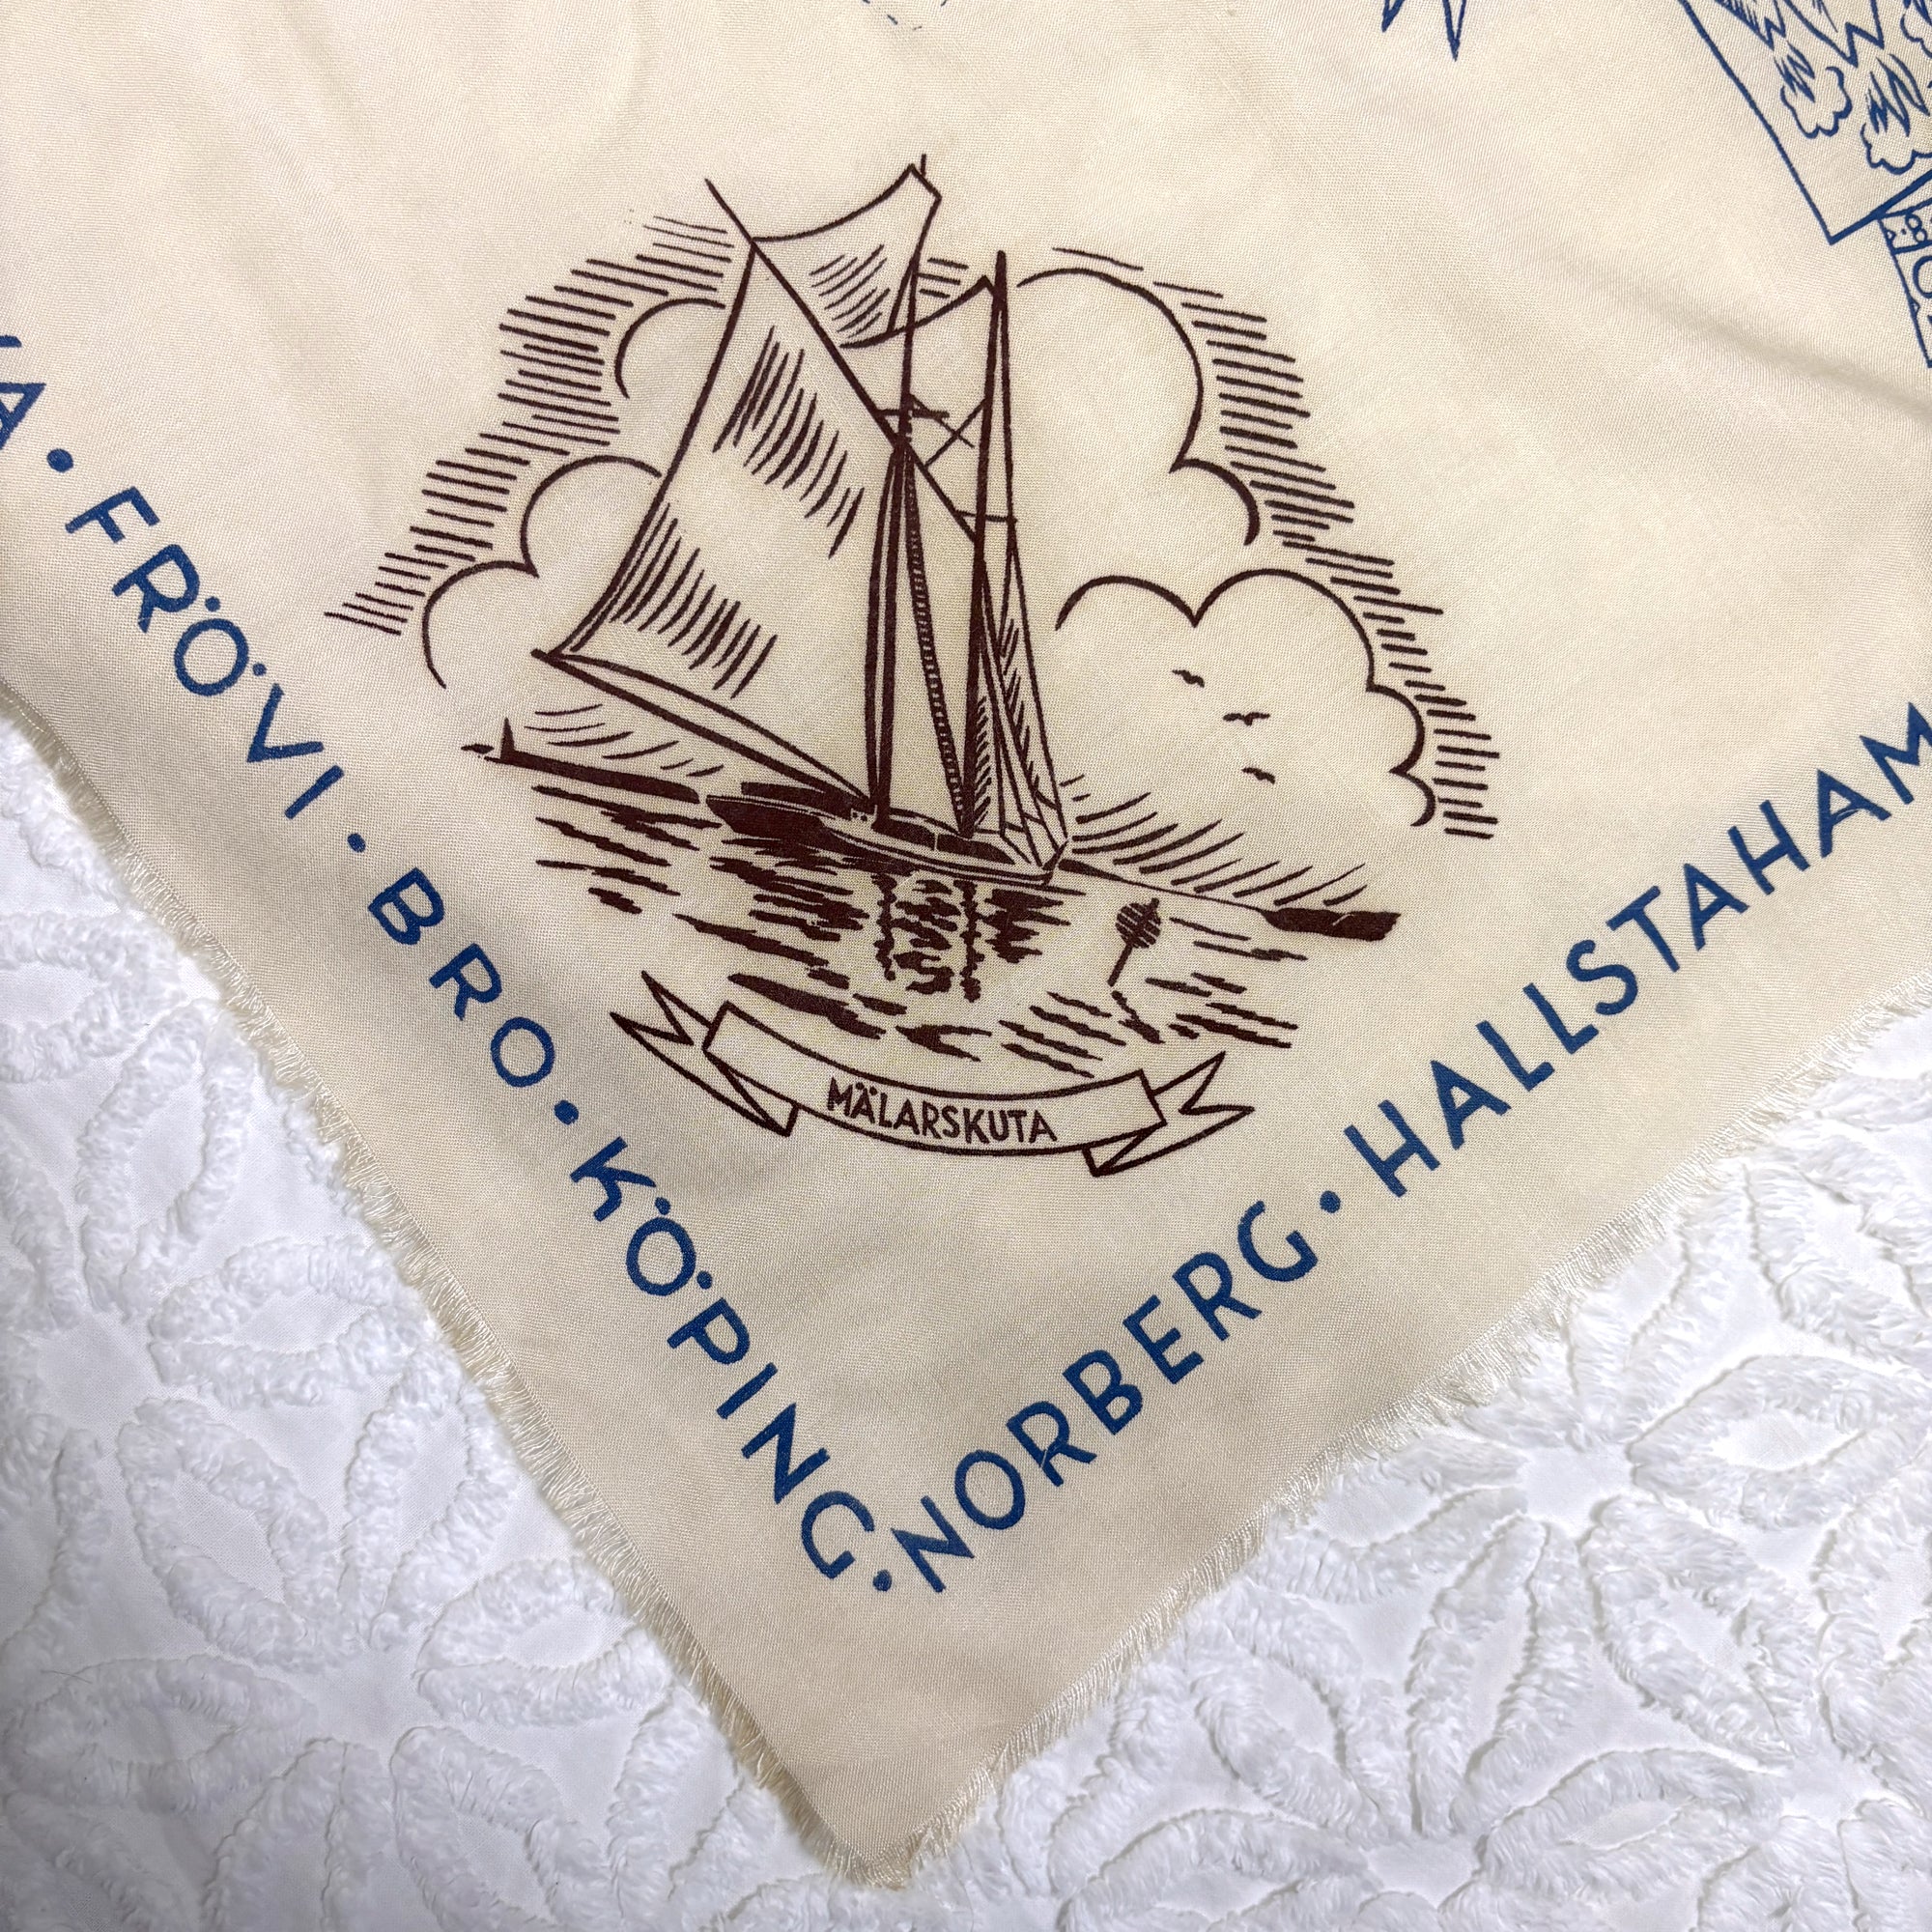 MÄLARSKUTA
FRÖVI • BRO • KÖPING •
NORBERG • HALLSTAHAM